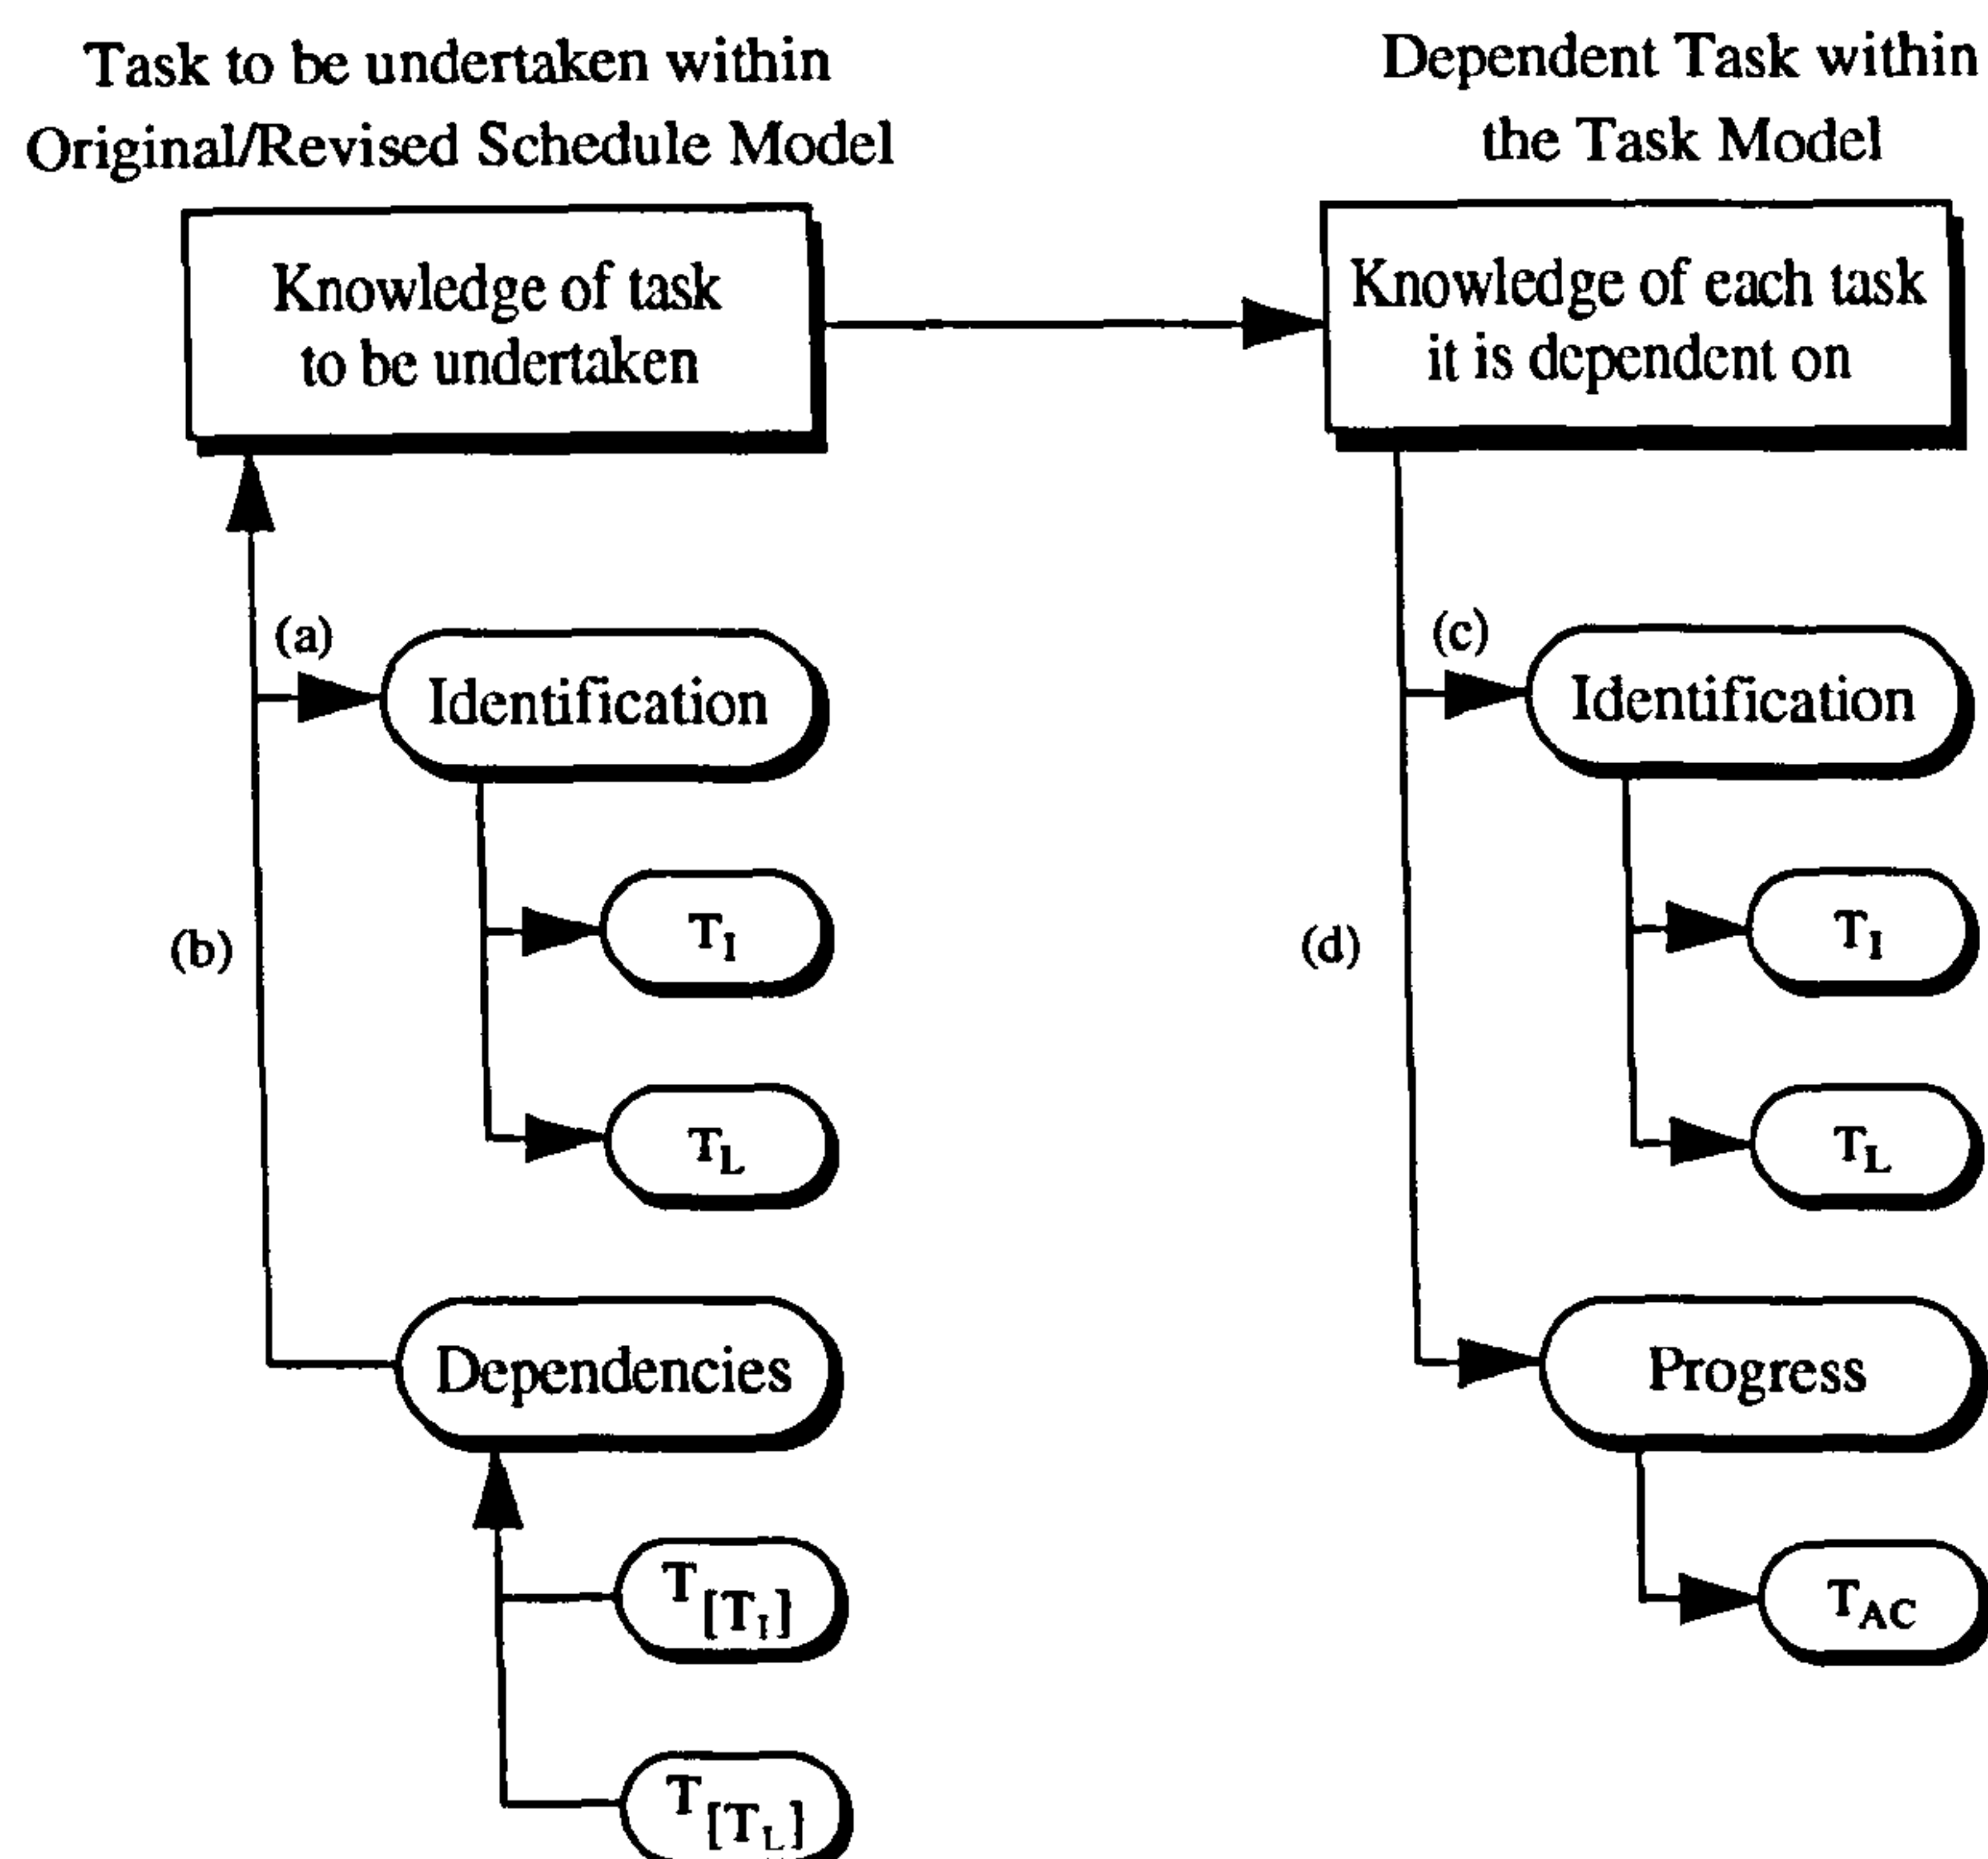 Task to be undertaken within
Original/Revised Schedule Model
Knowledge of task
to be undertaken
(a)
Identification
T_I
T_L
(b)
Dependencies
T_[T_I]
T_[T_L]
Dependent Task within
the Task Model
Knowledge of each task
it is dependent on
(c)
Identification
T_I
T_L
(d)
Progress
T_AC